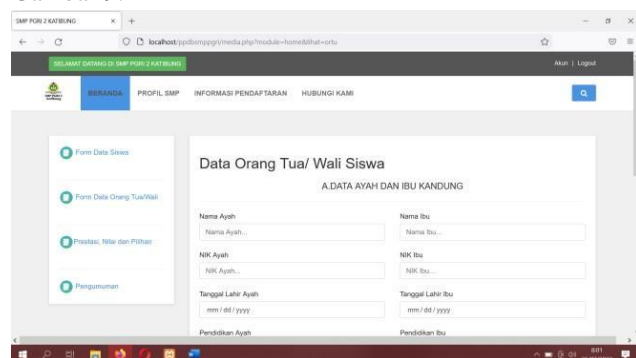 SMP PGRI 2 KATIBUNG
localhost/ppdbsmppgri/media.php?module=home&lihat=ortu
SELAMAT DATANG DI SMP PGRI 2 KATIBUNG
Akun | Logout
BERANDA PROFIL SMP INFORMASI PENDAFTARAN HUBUNGI KAMI
Form Data Siswa
Form Data Orang Tua/Wali
Prestasi, Nilai dan Pilihan
Pengumuman
Data Orang Tua/ Wali Siswa
A.DATA AYAH DAN IBU KANDUNG
Nama Ayah Nama Ibu
Nama Ayah... Nama Ibu...
NIK Ayah NIK Ibu
NIK Ayah... NIK Ibu...
Tanggal Lahir Ayah Tanggal Lahir Ibu
mm / dd / yyyy mm / dd / yyyy
Pendidikan Ayah Pendidikan Ibu
8:01